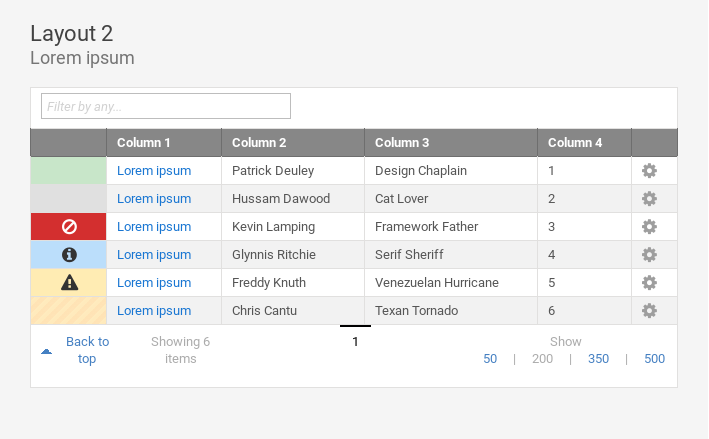 Layout 2
Lorem ipsum
Filter by any...
Column 1 Column 2 Column 3 Column 4
Lorem ipsum Patrick Deuley Design Chaplain 1
Lorem ipsum Hussam Dawood Cat Lover 2
Lorem ipsum Kevin Lamping Framework Father 3
Lorem ipsum Glynnis Ritchie Serif Sheriff 4
Lorem ipsum Freddy Knuth Venezuelan Hurricane 5
Lorem ipsum Chris Cantu Texan Tornado 6
Back to top
Showing 6 items
1
Show
50 | 200 | 350 | 500